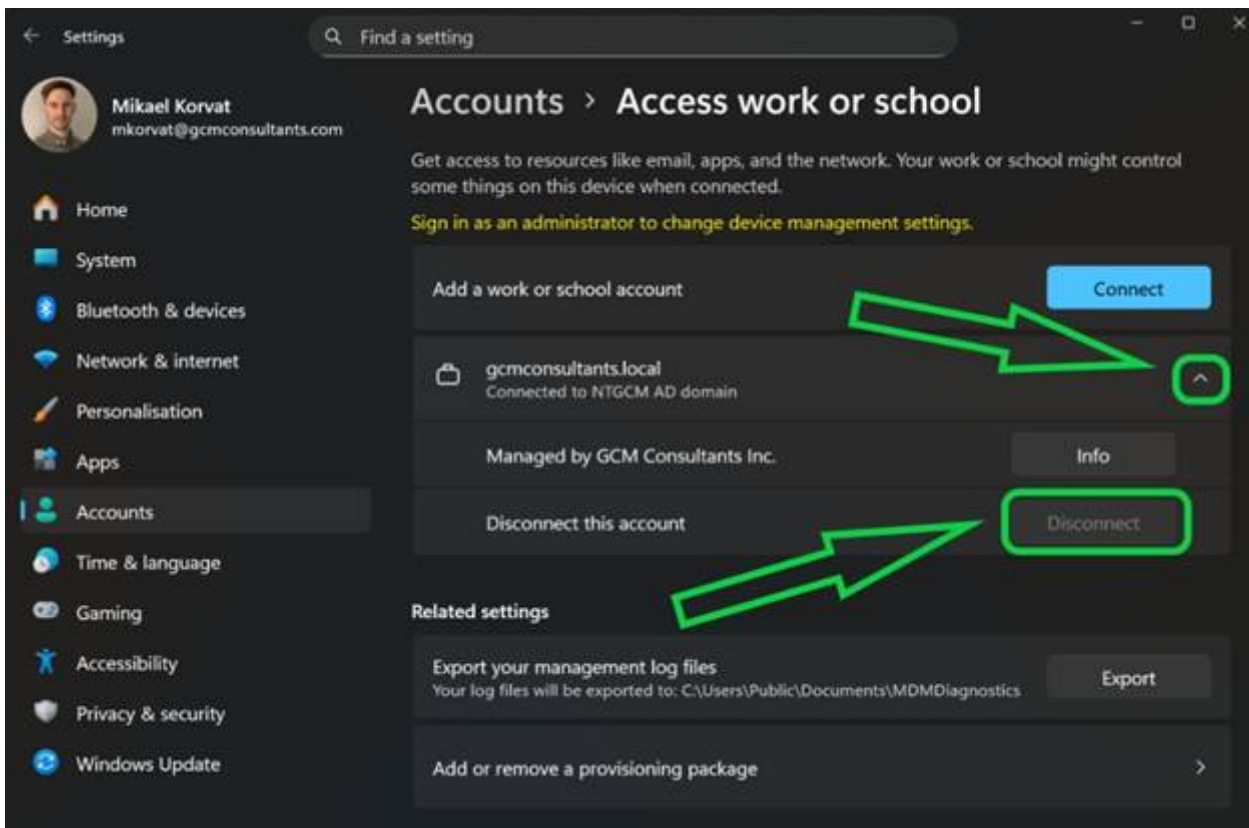 Settings
Find a setting
Mikael Korvat
mkorvat@gcmconsultants.com
Home
System
Bluetooth & devices
Network & internet
Personalisation
Apps
Accounts
Time & language
Gaming
Accessibility
Privacy & security
Windows Update
Accounts > Access work or school
Get access to resources like email, apps, and the network. Your work or school might control
some things on this device when connected.
Sign in as an administrator to change device management settings.
Add a work or school account
Connect
gcmconsultants.local
Connected to NTGCM AD domain
Managed by GCM Consultants Inc.
Info
Disconnect this account
Disconnect
Related settings
Export your management log files
Your log files will be exported to: C:\Users\Public\Documents\MDMDiagnostics
Export
Add or remove a provisioning package